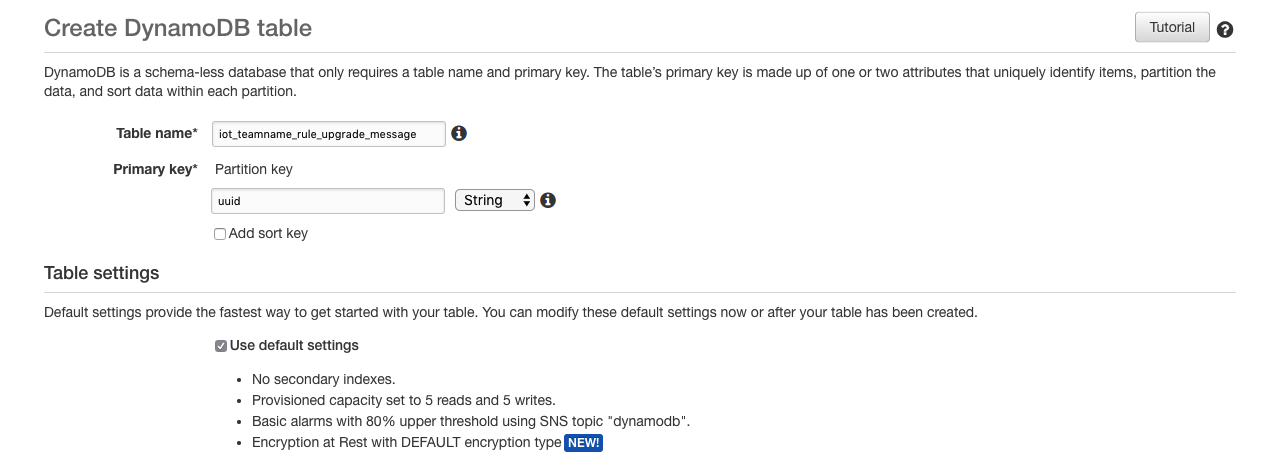 Create DynamoDB table
Tutorial
DynamoDB is a schema-less database that only requires a table name and primary key. The table's primary key is made up of one or two attributes that uniquely identify items, partition the
data, and sort data within each partition.
Table name* iot_teamname_rule_upgrade_message
Primary key* Partition key
uuid String
Add sort key
Table settings
Default settings provide the fastest way to get started with your table. You can modify these default settings now or after your table has been created.
Use default settings
• No secondary indexes.
• Provisioned capacity set to 5 reads and 5 writes.
• Basic alarms with 80% upper threshold using SNS topic "dynamodb".
• Encryption at Rest with DEFAULT encryption type NEW!